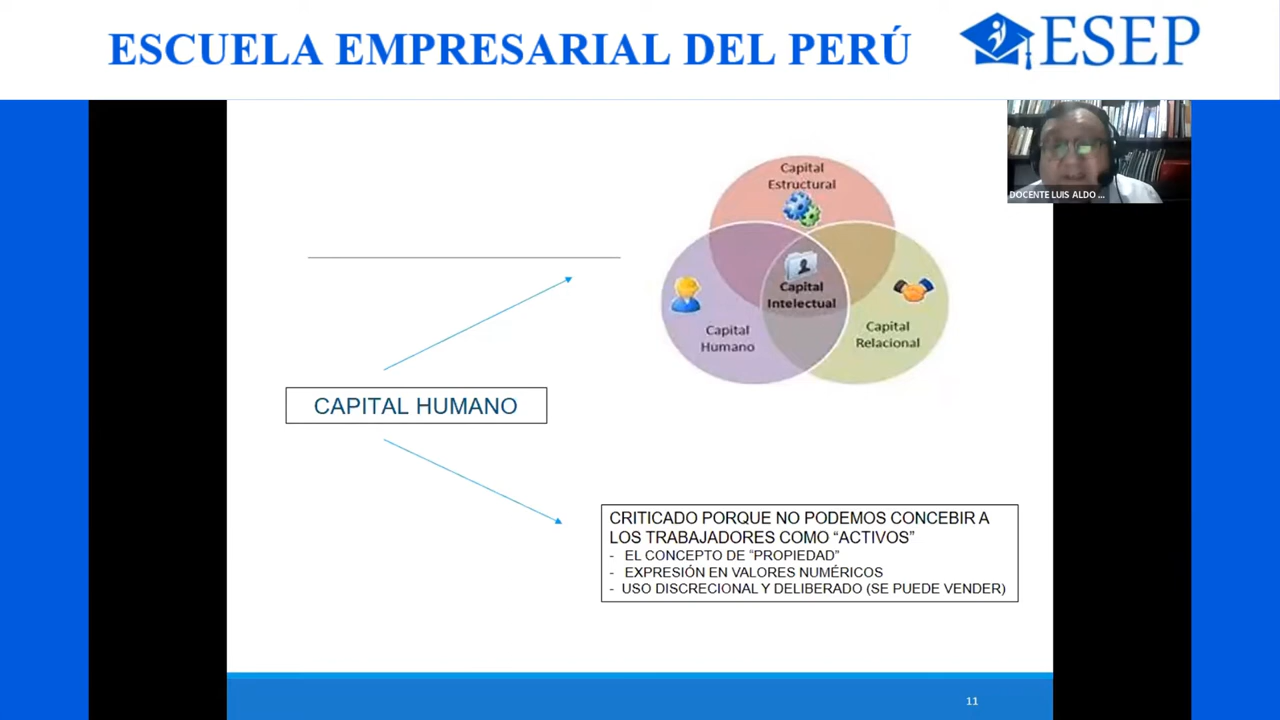 ESCUELA EMPRESARIAL DEL PERÚ
ESEP
DOCENTE LUIS ALDO ...
Capital
Estructural
Capital
Intelectual
Capital
Humano
Capital
Relacional
CAPITAL HUMANO
CRITICADO PORQUE NO PODEMOS CONCEBIR A
LOS TRABAJADORES COMO “ACTIVOS”
- EL CONCEPTO DE “PROPIEDAD”
- EXPRESIÓN EN VALORES NUMÉRICOS
- USO DISCRECIONAL Y DELIBERADO (SE PUEDE VENDER)
11